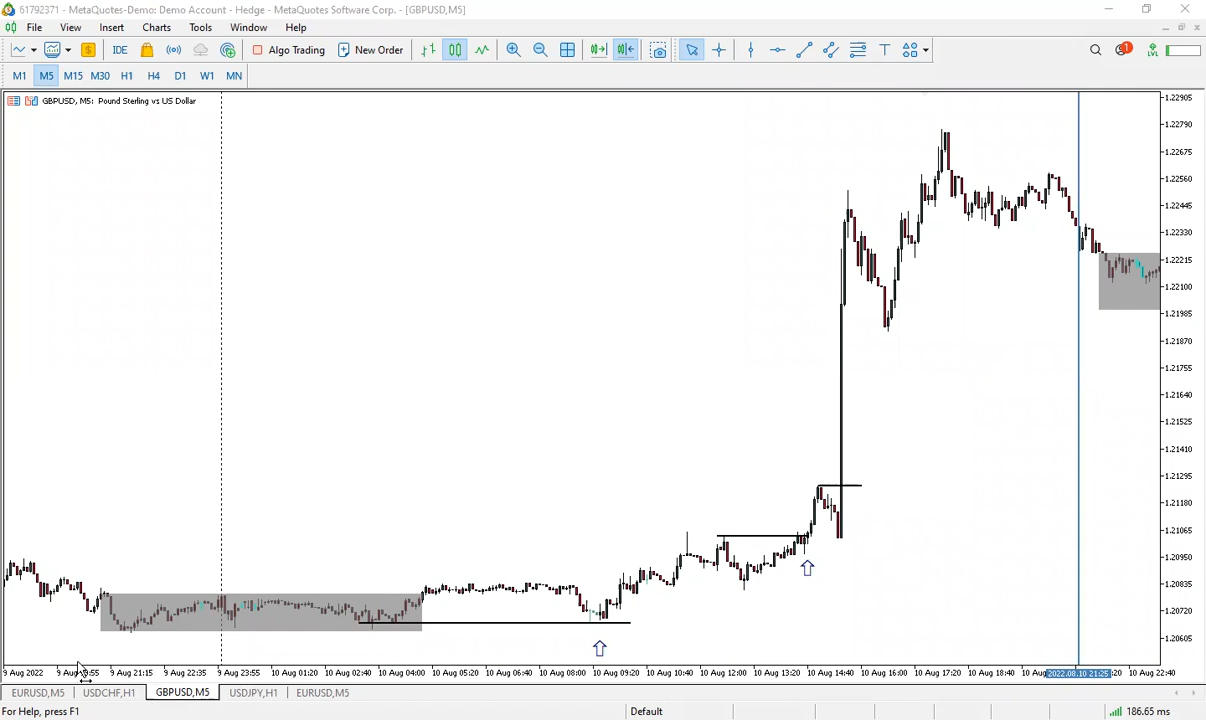 61792371 - MetaQuotes-Demo: Demo Account - Hedge - MetaQuotes Software Corp. - [GBPUSD,M5]
File View Insert Charts Tools Window Help
IDE Algo Trading New Order T 1 LVL
M1 M5 M15 M30 H1 H4 D1 W1 MN
GBPUSD, M5: Pound Sterling vs US Dollar
1.22905
1.22790
1.22675
1.22560
1.22445
1.22330
1.22215
1.22100
1.21985
1.21870
1.21755
1.21640
1.21525
1.21410
1.21295
1.21180
1.21065
1.20950
1.20835
1.20720
1.20605
9 Aug 2022 9 Aug 19:55 9 Aug 21:15 9 Aug 22:35 9 Aug 23:55 10 Aug 01:20 10 Aug 02:40 10 Aug 04:00 10 Aug 05:20 10 Aug 06:40 10 Aug 08:00 10 Aug 09:20 10 Aug 10:40 10 Aug 12:00 10 Aug 13:20 10 Aug 14:40 10 Aug 16:00 10 Aug 17:20 10 Aug 18:40 10 Aug 2022.08.10 21:25 :20 10 Aug 22:40
EURUSD,M5 USDCHF,H1 GBPUSD,M5 USDJPY,H1 EURUSD,M5
For Help, press F1 Default 186.65 ms